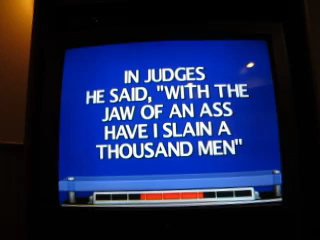 IN JUDGES
HE SAID, "WITH THE
JAW OF AN ASS
HAVE I SLAIN A
THOUSAND MEN"